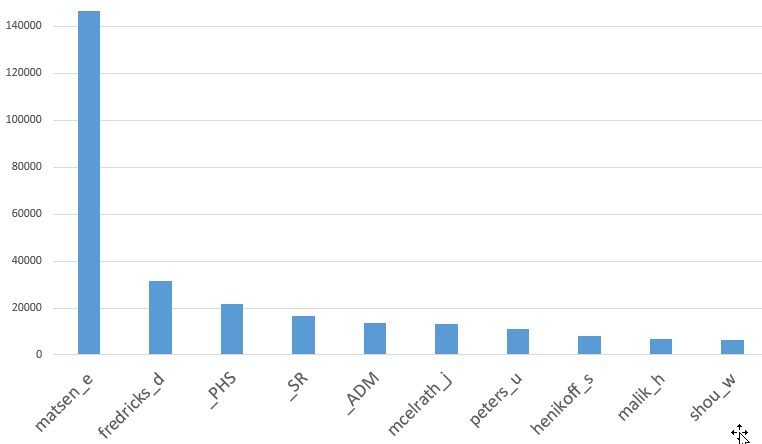 140000
120000
100000
80000
60000
40000
20000
0
matsen_e
fredricks_d
_PHS
_SR
_ADM
mcelrath_j
peters_u
henikoff_s
malik_h
shou_w